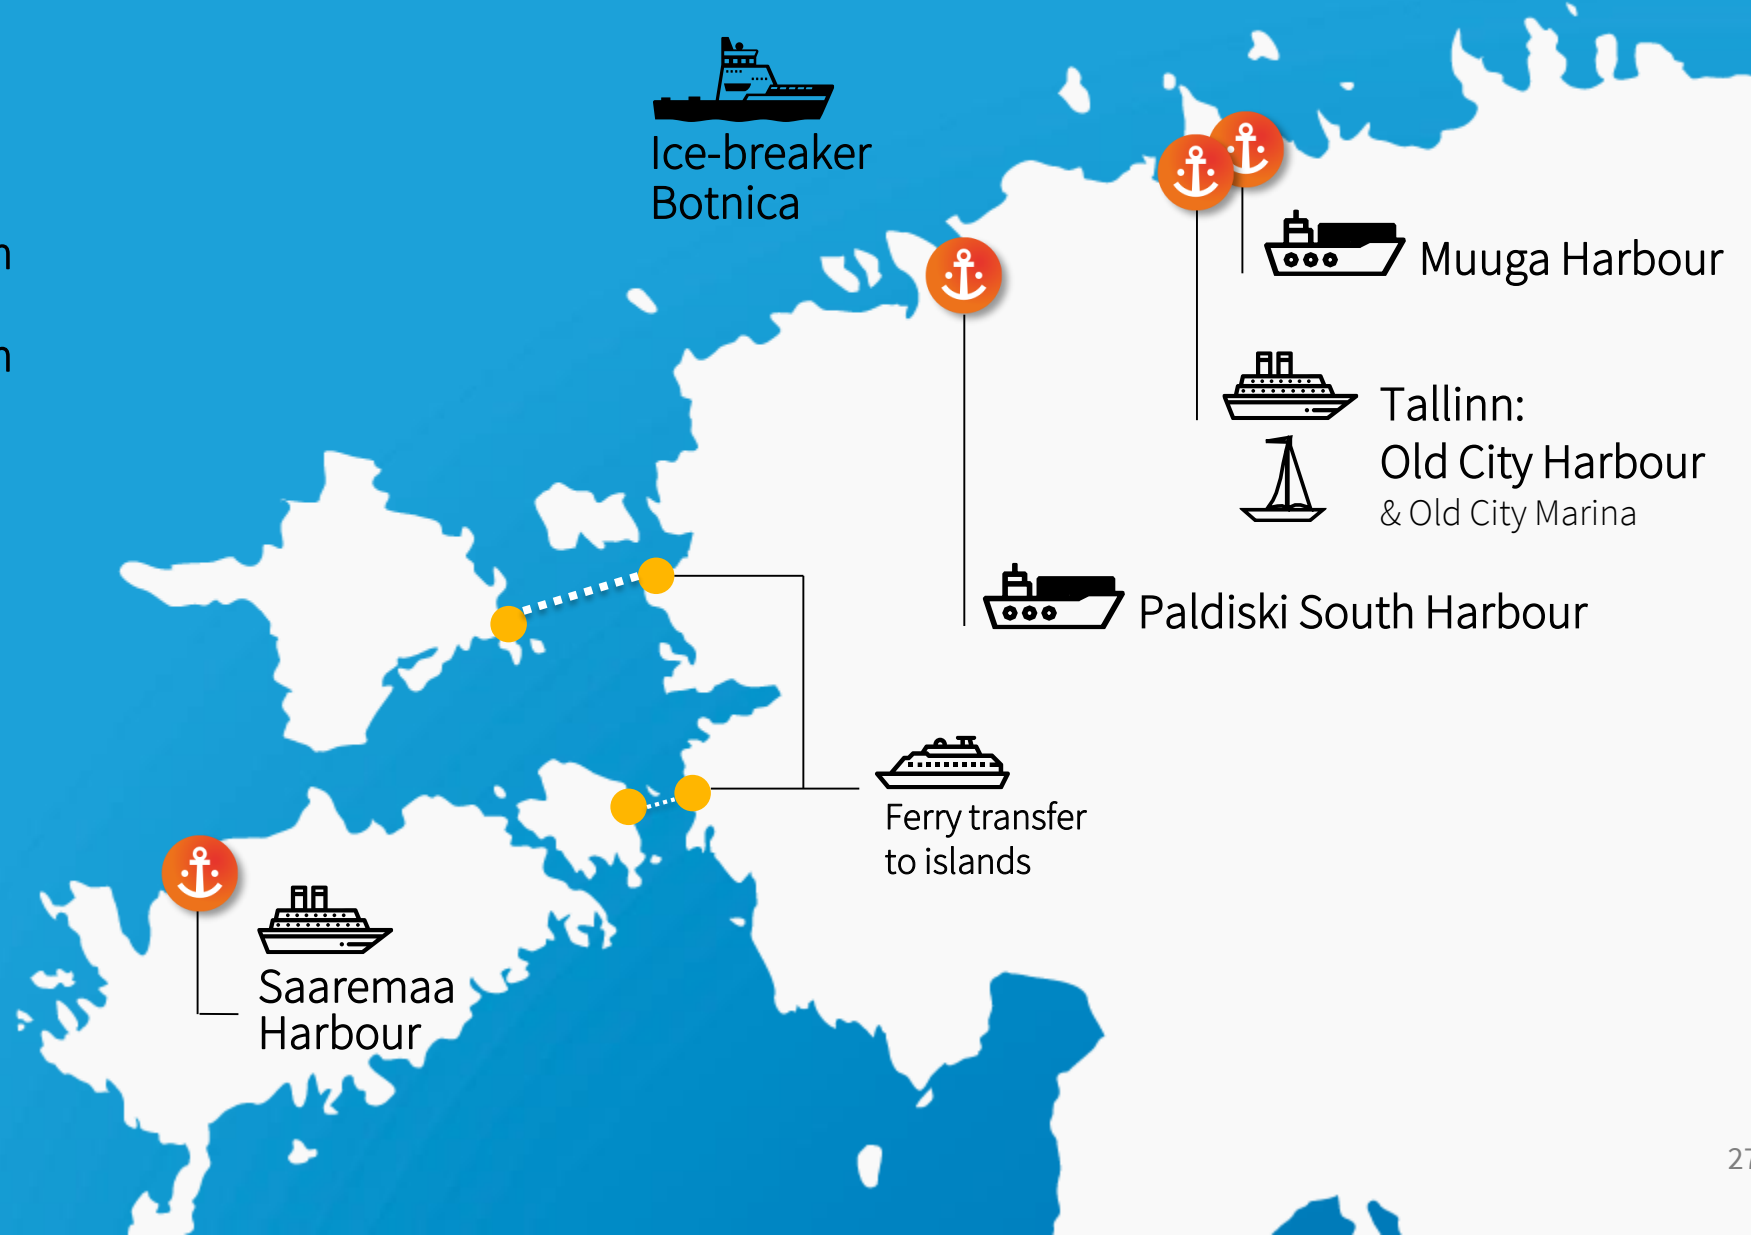 Ice-breaker
Botnica
Muuga Harbour
Tallinn:
Old City Harbour
& Old City Marina
Paldiski South Harbour
Ferry transfer
to islands
Saaremaa
Harbour